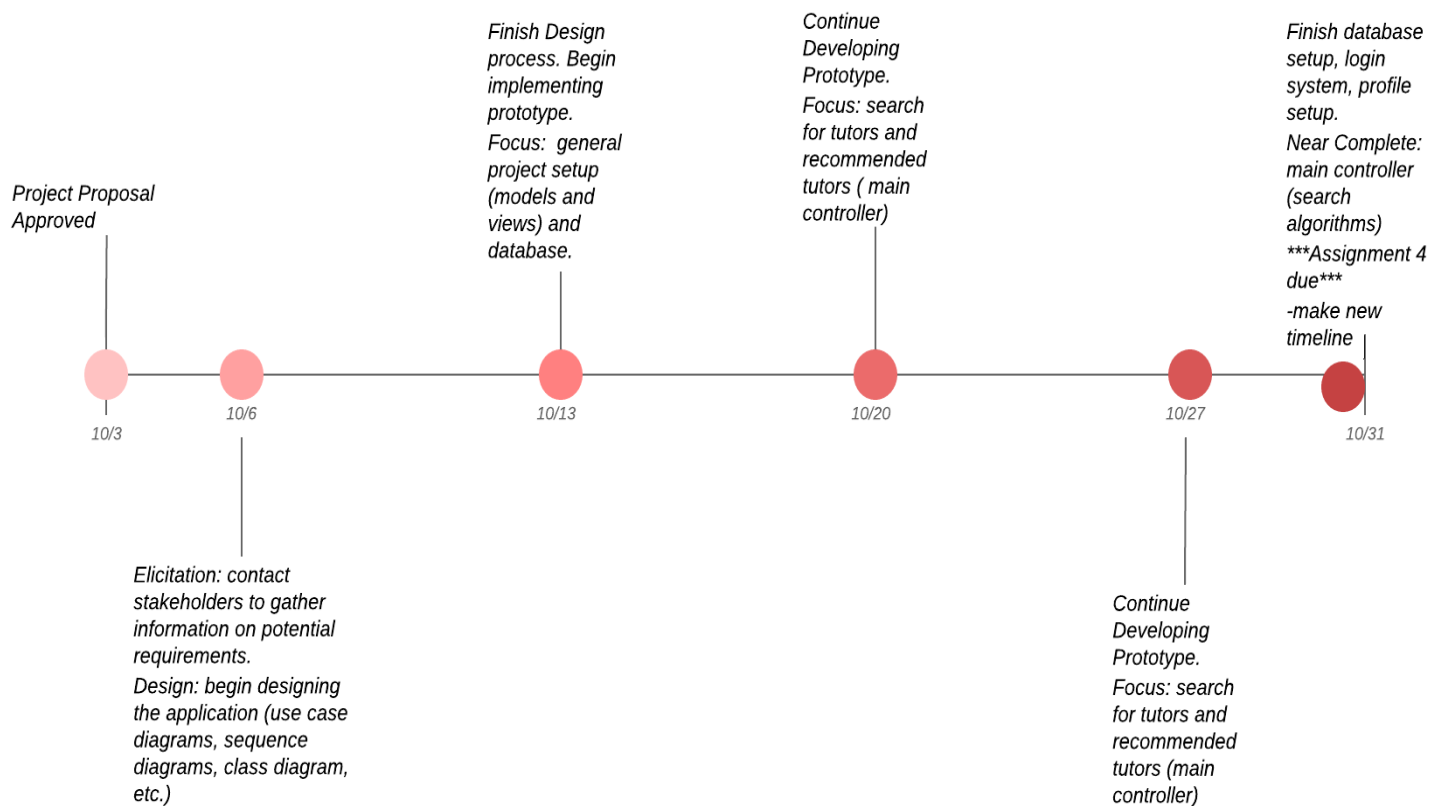 Project Proposal
Approved
10/3
10/6
Elicitation: contact
stakeholders to gather
information on potential
requirements.
Design: begin designing
the application (use case
diagrams, sequence
diagrams, class diagram,
etc.)
Finish Design
process. Begin
implementing
prototype.
Focus:  general
project setup
(models and
views) and
database.
10/13
Continue
Developing
Prototype.
Focus: search
for tutors and
recommended
tutors ( main
controller)
10/20
10/27
Continue
Developing
Prototype.
Focus: search
for tutors and
recommended
tutors (main
controller)
Finish database
setup, login
system, profile
setup.
Near Complete:
main controller
(search
algorithms)
***Assignment 4
due***
-make new
timeline
10/31